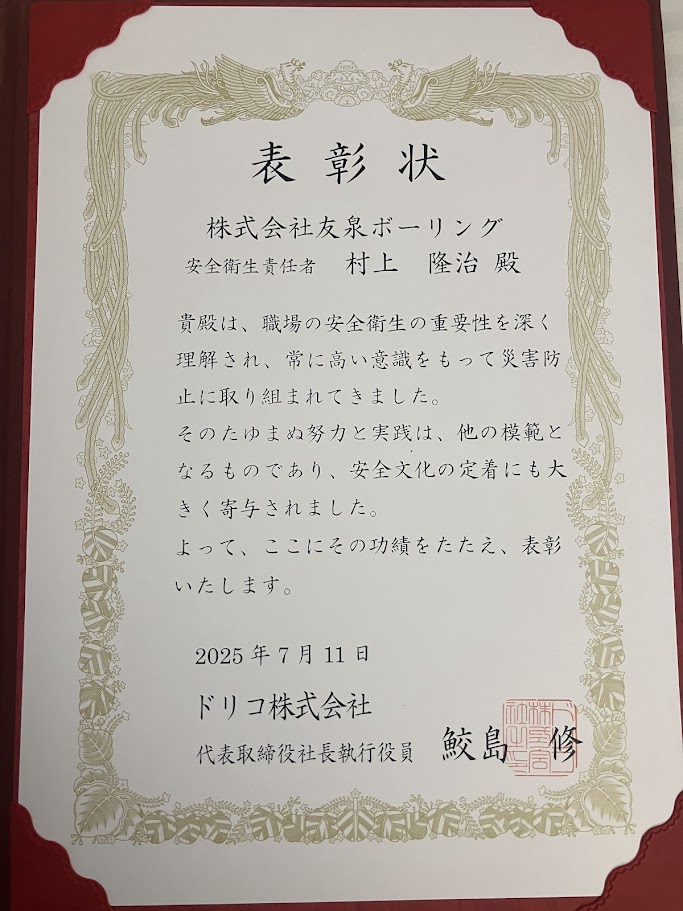 表彰状
株式会社友泉ボーリング
安全衛生責任者 村上 隆治 殿
貴殿は、職場の安全衛生の重要性を深く
理解され、常に高い意識をもって災害防
止に取り組まれてきました。
そのたゆまぬ努力と実践は、他の模範と
なるものであり、安全文化の定着にも大
きく寄与されました。
よって、ここにその功績をたたえ、表彰
いたします。
2025年7月11日
ドリコ株式会社
代表取締役社長執行役員 鮫島 修